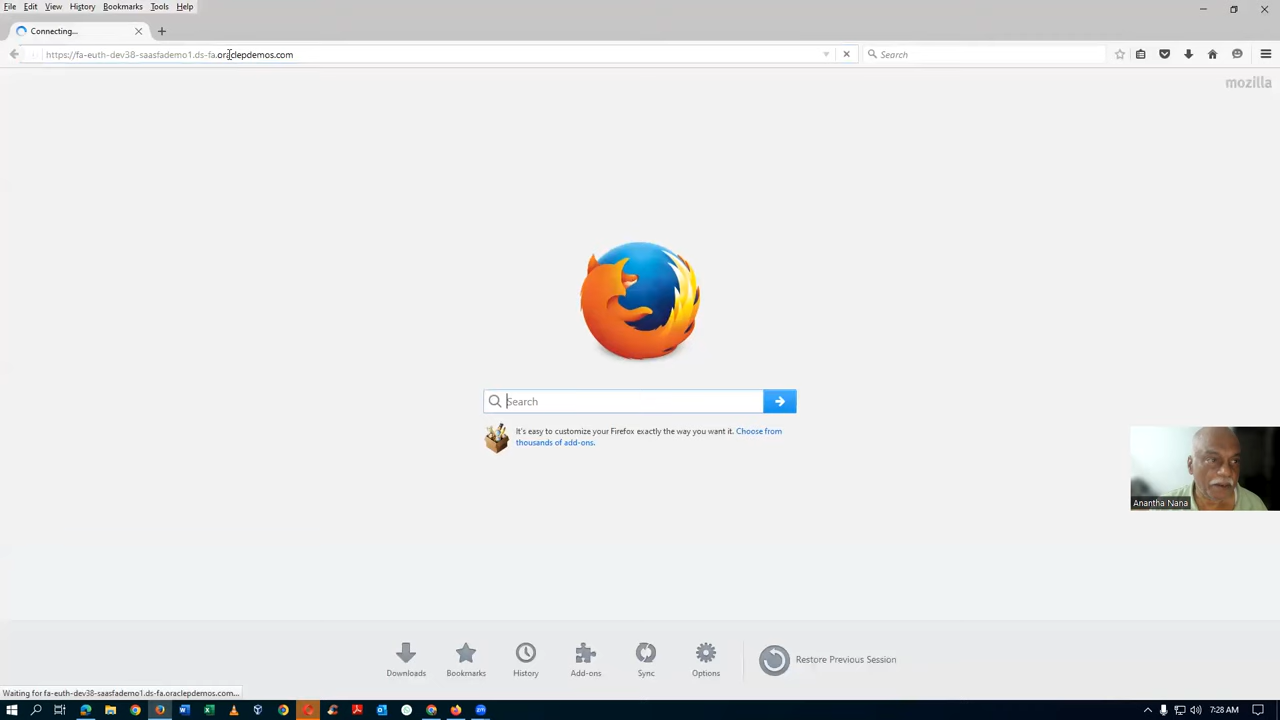 File Edit View History Bookmarks Tools Help
Connecting...
https://fa-euth-dev38-saasfademo1.ds-fa.oraclepdemos.com
Search
mozilla
Search
It's easy to customize your Firefox exactly the way you want it. Choose from
thousands of add-ons.
Anantha Nana
Downloads Bookmarks History Add-ons Sync Options
Restore Previous Session
Waiting for fa-euth-dev38-saasfademo1.ds-fa.oraclepdemos.com...
7:28 AM